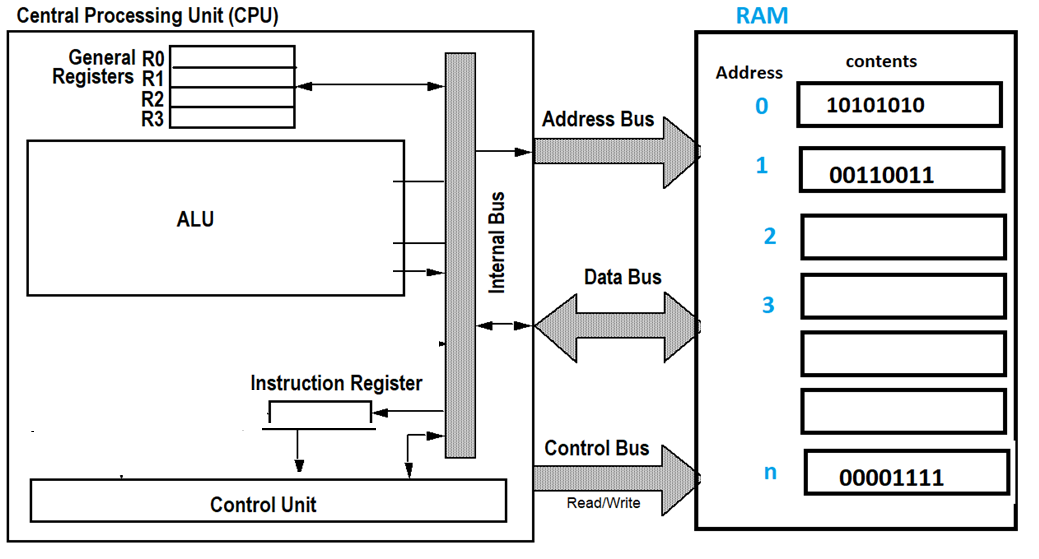 Central Processing Unit (CPU)
RAM
General
Registers
R0
R1
R2
R3
ALU
Internal Bus
Instruction Register
Control Unit
Address Bus
Data Bus
Control Bus
Read/Write
Address
contents
0
10101010
1
00110011
2
3
n
00001111